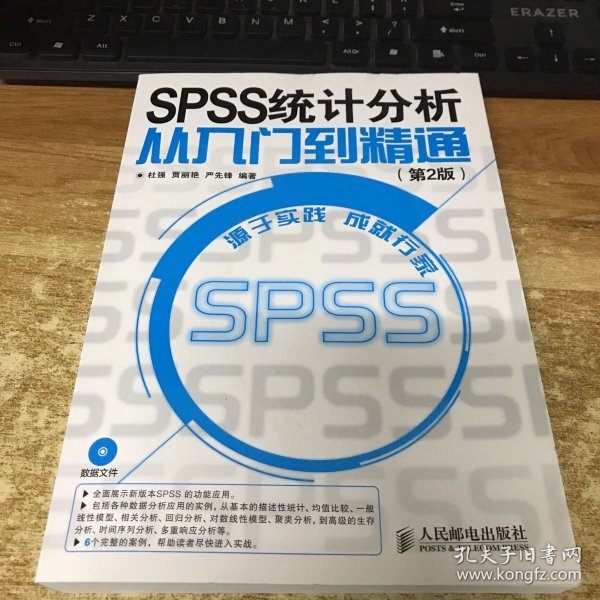 ERAZER
Alt
AltGr
Ctrl
SPSS统计分析
从入门到精通
（第2版）
杜强 贾丽艳 严先锋 编著
源于实践 成就行家
SPSS
数据文件
▶全面展示新版本SPSS 的功能应用。
▶包括各种数据分析应用的实例，从基本的描述性统计、均值比较、一般
线性模型、相关分析、回归分析、对数线性模型、聚类分析，到高级的生存
分析、时间序列分析、多重响应分析等。
▶6个完整的案例，帮助读者尽快进入实战。
人民邮电出版社
POSTS & TELECOM PRESS
孔夫子旧书网
www.kongfz.com